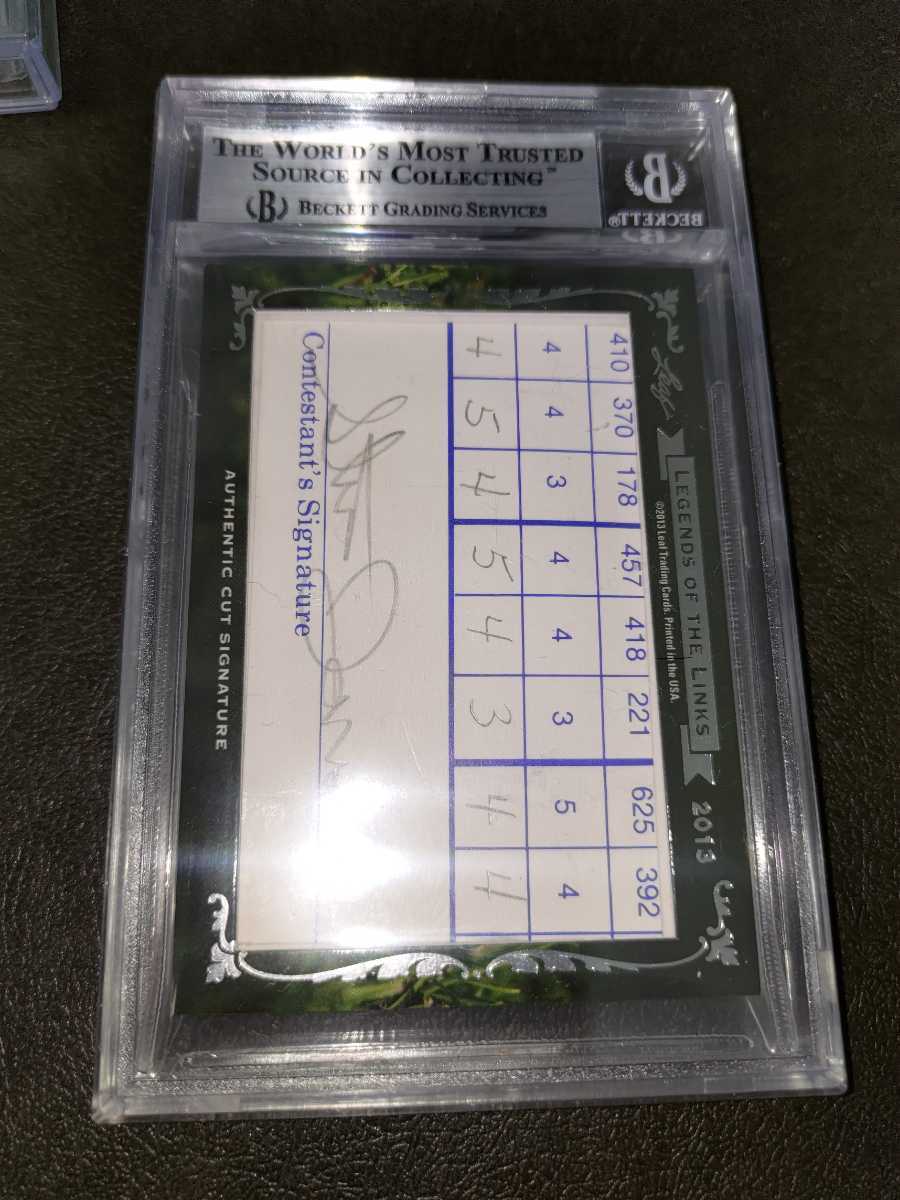 THE WORLD'S MOST TRUSTED
SOURCE IN COLLECTING™
B BECKETT GRADING SERVICES
B
BECKETT®
Leaf
LEGENDS OF THE LINKS
2013
©2013 Leaf Trading Cards. Printed in the USA.
410 370 178 457 418 221 625 392
4 4 3 4 4 3 5 4
4 5 4 5 4 3 4 4
Contestant's Signature
AUTHENTIC CUT SIGNATURE